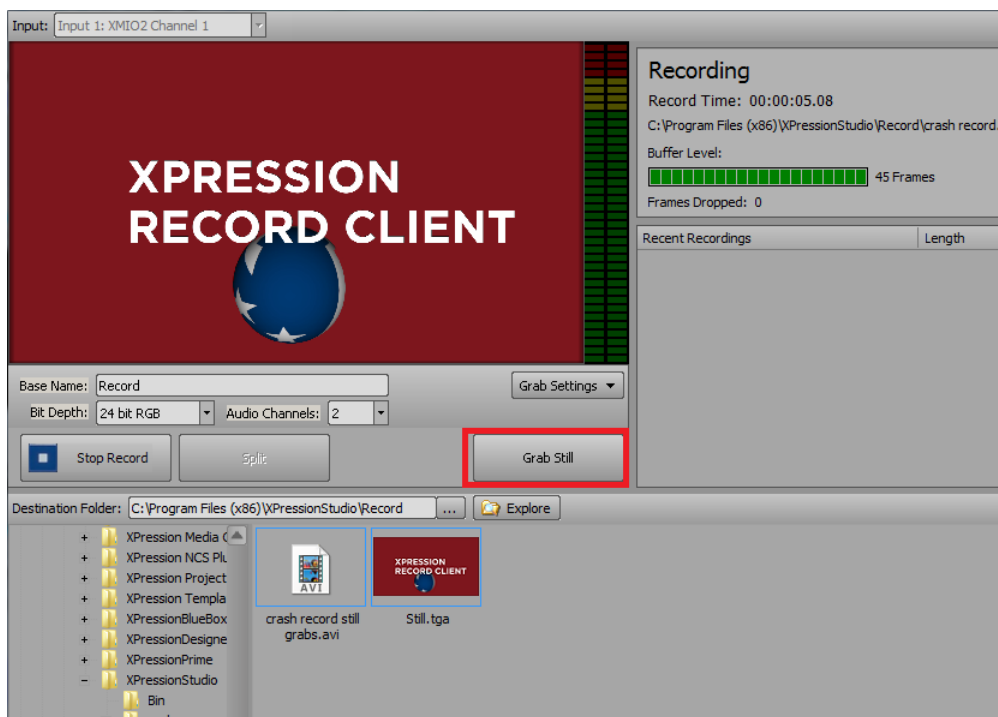 Input: Input 1: XMIO2 Channel 1
XPRESSION
RECORD CLIENT
Recording
Record Time: 00:00:05.08
C:\Program Files (x86)\XPressionStudio\Record\crash record.
Buffer Level:
45 Frames
Frames Dropped: 0
Recent Recordings Length
Base Name: Record
Grab Settings
Bit Depth: 24 bit RGB Audio Channels: 2
Stop Record Split Grab Still
Destination Folder: C:\Program Files (x86)\XPressionStudio\Record ... Explore
+ XPression Media
+ XPression NCS Plu
+ XPression Project
+ XPression Templa
+ XPressionBlueBox
+ XPressionDesigne
+ XPressionPrime
- XPressionStudio
Bin
AVI
crash record still
grabs.avi
XPRESSION
RECORD CLIENT
Still.tga